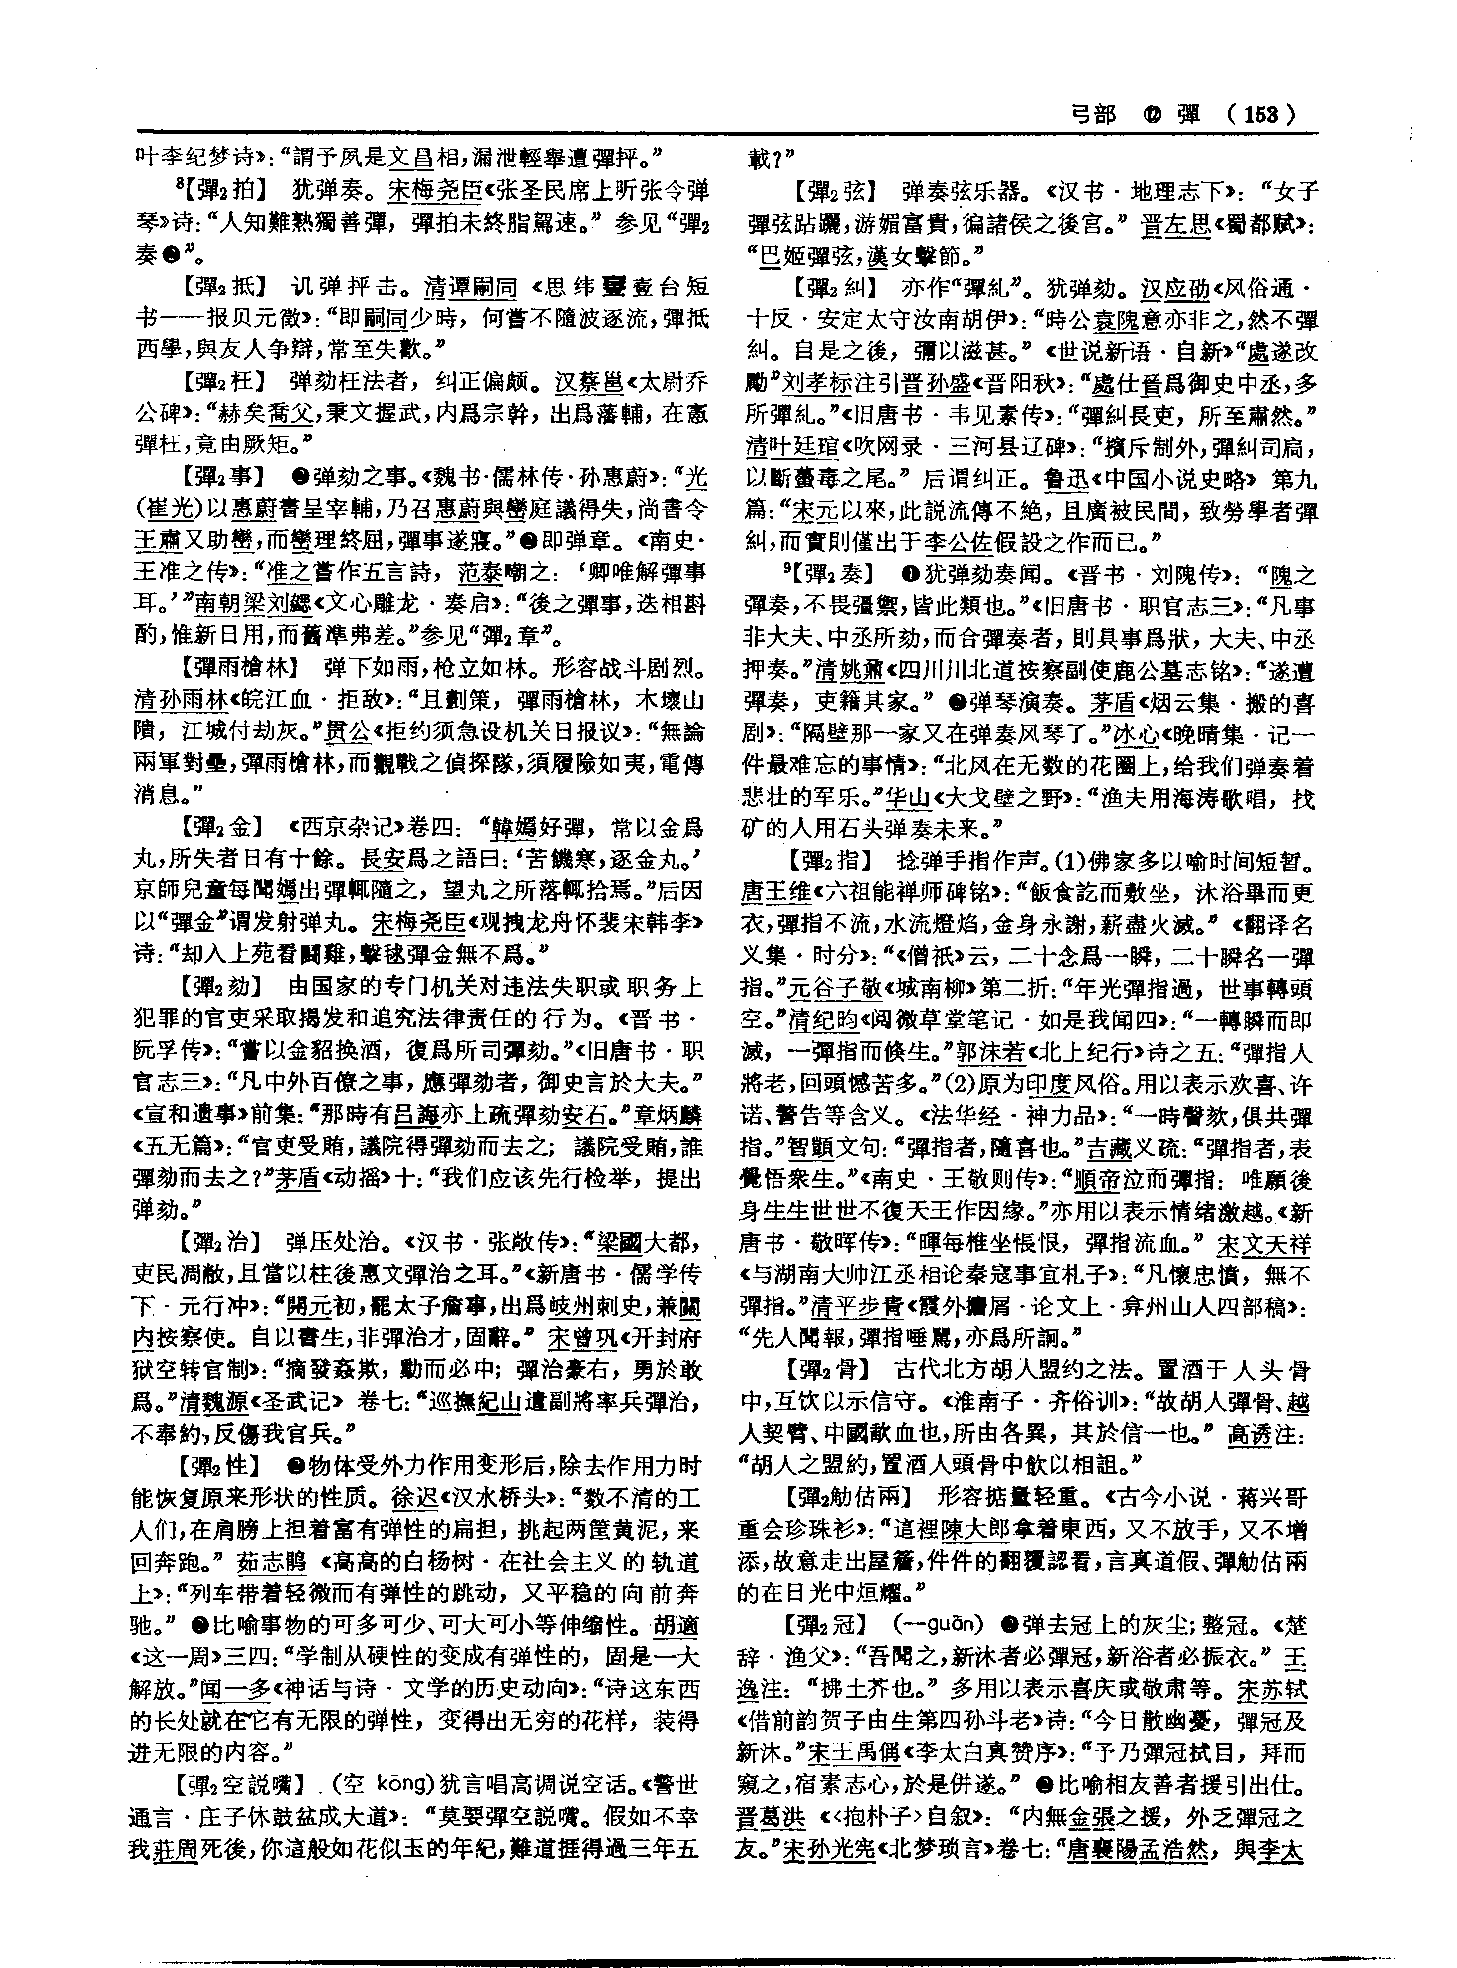 弓部 ⑫ 彈 (153)
叶李纪梦诗》：“謂予夙是文昌相，漏泄輕舉遭彈抨。”
8【彈2拍】 犹弹奏。宋梅尧臣《张圣民席上听张令弹
琴》诗：“人知難熟獨善彈，彈拍未終脂駕速。”参见“彈2
奏❷”。
【彈2抵】 讥弹抨击。清谭嗣同《思纬壹壹台短
书——报贝元徵》：“即嗣同少時，何嘗不隨波逐流，彈抵
西學，與友人争辯，常至失歡。”
【彈2枉】 弹劾枉法者，纠正偏颇。汉蔡邕《太尉乔
公碑》：“赫矣喬父，秉文握武，内爲宗幹，出爲藩輔，在憲
彈枉，竟由厥矩。”
【彈2事】 ❶弹劾之事。《魏书·儒林传·孙惠蔚》：“光
(崔光)以惠蔚書呈宰輔，乃召惠蔚與巒庭議得失，尚書令
王肅又助巒，而巒理終屈，彈事遂寢。”❷即弹章。《南史·
王准之传》：“准之嘗作五言詩，范泰嘲之：‘卿唯解彈事
耳。’”南朝梁刘勰《文心雕龙·奏启》：“後之彈事，迭相斟
酌，惟新日用，而舊準弗差。”参见“彈2章”。
【彈雨槍林】 弹下如雨，枪立如林。形容战斗剧烈。
清孙雨林《皖江血·拒敌》：“且劃策，彈雨槍林，木壞山
隤，江城付劫灰。”贯公《拒约须急设机关日报议》：“無論
兩軍對壘，彈雨槍林，而觀戰之偵探隊，須履險如夷，電傳
消息。”
【彈2金】 《西京杂记》卷四：“韓嫣好彈，常以金爲
丸，所失者日有十餘。長安爲之語曰：‘苦饑寒，逐金丸。’
京師兒童每聞嫣出彈輒隨之，望丸之所落輒拾焉。”后因
以“彈金”谓发射弹丸。宋梅尧臣《观拽龙舟怀裴宋韩李》
诗：“却入上苑看鬪雞，擊毬彈金無不爲。”
【彈2劾】 由国家的专门机关对违法失职或职务上
犯罪的官吏采取揭发和追究法律责任的行为。《晋书·
阮孚传》：“嘗以金貂换酒，復爲所司彈劾。”《旧唐书·职
官志三》：“凡中外百僚之事，應彈劾者，御史言於大夫。”
《宣和遗事》前集：“那時有吕誨亦上疏彈劾安石。”章炳麟
《五无篇》：“官吏受賄，議院得彈劾而去之；議院受賄，誰
彈劾而去之？”茅盾《动摇》十：“我们应该先行检举，提出
弹劾。”
【彈2治】 弹压处治。《汉书·张敞传》：“梁國大都，
吏民凋敝，且當以柱後惠文彈治之耳。”《新唐书·儒学传
下·元行冲》：“開元初，罷太子詹事，出爲岐州刺史，兼關
内按察使。自以書生，非彈治才，固辭。”宋曾巩《开封府
狱空转官制》：“摘發姦欺，動而必中；彈治豪右，勇於敢
爲。”清魏源《圣武记》卷七：“巡撫紀山遣副將率兵彈治，
不奉約，反傷我官兵。”
【彈2性】 ❶物体受外力作用变形后，除去作用力时
能恢复原来形状的性质。徐迟《汉水桥头》：“数不清的工
人们，在肩膀上担着富有弹性的扁担，挑起两筐黄泥，来
回奔跑。”茹志鹃《高高的白杨树·在社会主义的轨道
上》：“列车带着轻微而有弹性的跳动，又平稳的向前奔
驰。”❷比喻事物的可多可少、可大可小等伸缩性。胡適
《这一周》三四：“学制从硬性的变成有弹性的，固是一大
解放。”闻一多《神话与诗·文学的历史动向》：“诗这东西
的长处就在它有无限的弹性，变得出无穷的花样，装得
进无限的内容。”
【彈2空説嘴】 (空 kōng)犹言唱高调说空话。《警世
通言·庄子休鼓盆成大道》：“莫要彈空説嘴。假如不幸
我莊周死後，你這般如花似玉的年紀，難道捱得過三年五
載？”
【彈2弦】 弹奏弦乐器。《汉书·地理志下》：“女子
彈弦跕躧，游媚富貴，徧諸侯之後宫。”晋左思《蜀都赋》：
“巴姬彈弦，漢女擊節。”
【彈2糾】 亦作“彈糺”。犹弹劾。汉应劭《风俗通·
十反·安定太守汝南胡伊》：“時公袁隗意亦非之，然不彈
糾。自是之後，彌以滋甚。”《世说新语·自新》“處遂改
勵”刘孝标注引晋孙盛《晋阳秋》：“處仕晉爲御史中丞，多
所彈糺。”《旧唐书·韦见素传》：“彈糾長吏，所至肅然。”
清叶廷琯《吹网录·三河县辽碑》：“擯斥制外，彈糾司扃，
以斷蠆毒之尾。”后谓纠正。鲁迅《中国小说史略》第九
篇：“宋元以來，此説流傳不絶，且廣被民間，致勞學者彈
糾，而實則僅出于李公佐假設之作而已。”
9【彈2奏】 ❶犹弹劾奏闻。《晋书·刘隗传》：“隗之
彈奏，不畏彊禦，皆此類也。”《旧唐书·职官志三》：“凡事
非大夫、中丞所劾，而合彈奏者，則具事爲狀，大夫、中丞
押奏。”清姚鼐《四川川北道按察副使鹿公墓志铭》：“遂遭
彈奏，吏籍其家。”❷弹琴演奏。茅盾《烟云集·搬的喜
剧》：“隔壁那一家又在弹奏风琴了。”冰心《晚晴集·记一
件最难忘的事情》：“北风在无数的花圈上，给我们弹奏着
悲壮的军乐。”华山《大戈壁之野》：“渔夫用海涛歌唱，找
矿的人用石头弹奏未来。”
【彈2指】 捻弹手指作声。(1)佛家多以喻时间短暂。
唐王维《六祖能禅师碑铭》：“飯食訖而敷坐，沐浴畢而更
衣，彈指不流，水流燈焰，金身永謝，薪盡火滅。”《翻译名
义集·时分》：“《僧祇》云，二十念爲一瞬，二十瞬名一彈
指。”元谷子敬《城南柳》第二折：“年光彈指過，世事轉頭
空。”清纪昀《阅微草堂笔记·如是我闻四》：“一轉瞬而即
滅，一彈指而倏生。”郭沫若《北上纪行》诗之五：“彈指人
將老，回頭憾苦多。”(2)原为印度风俗。用以表示欢喜、许
诺、警告等含义。《法华经·神力品》：“一時謦欬，俱共彈
指。”智顗文句：“彈指者，隨喜也。”吉藏义疏：“彈指者，表
覺悟衆生。”《南史·王敬则传》：“順帝泣而彈指：唯願後
身生生世世不復天王作因緣。”亦用以表示情绪激越。《新
唐书·敬晖传》：“暉每椎坐悵恨，彈指流血。”宋文天祥
《与湖南大帅江丞相论秦寇事宜札子》：“凡懷忠憤，無不
彈指。”清平步青《霞外攟屑·论文上·弇州山人四部稿》：
“先人聞報，彈指唾駡，亦爲所詗。”
【彈2骨】 古代北方胡人盟约之法。置酒于人头骨
中，互饮以示信守。《淮南子·齐俗训》：“故胡人彈骨、越
人契臂、中國歃血也，所由各異，其於信一也。”高诱注：
“胡人之盟約，置酒人頭骨中飲以相詛。”
【彈2觔估兩】 形容掂量轻重。《古今小说·蒋兴哥
重会珍珠衫》：“這裡陳大郎拿着東西，又不放手，又不增
添，故意走出屋簷，件件的翻覆認看，言真道假、彈觔估兩
的在日光中烜耀。”
【彈2冠】 (—guān) ❶弹去冠上的灰尘；整冠。《楚
辞·渔父》：“吾聞之，新沐者必彈冠，新浴者必振衣。”王
逸注：“拂土芥也。”多用以表示喜庆或敬肃等。宋苏轼
《借前韵贺子由生第四孙斗老》诗：“今日散幽憂，彈冠及
新沐。”宋王禹偁《李太白真赞序》：“予乃彈冠拭目，拜而
窺之，宿素志心，於是併遂。”❷比喻相友善者援引出仕。
晋葛洪《〈抱朴子〉自叙》：“内無金張之援，外乏彈冠之
友。”宋孙光宪《北梦琐言》卷七：“唐襄陽孟浩然，與李太